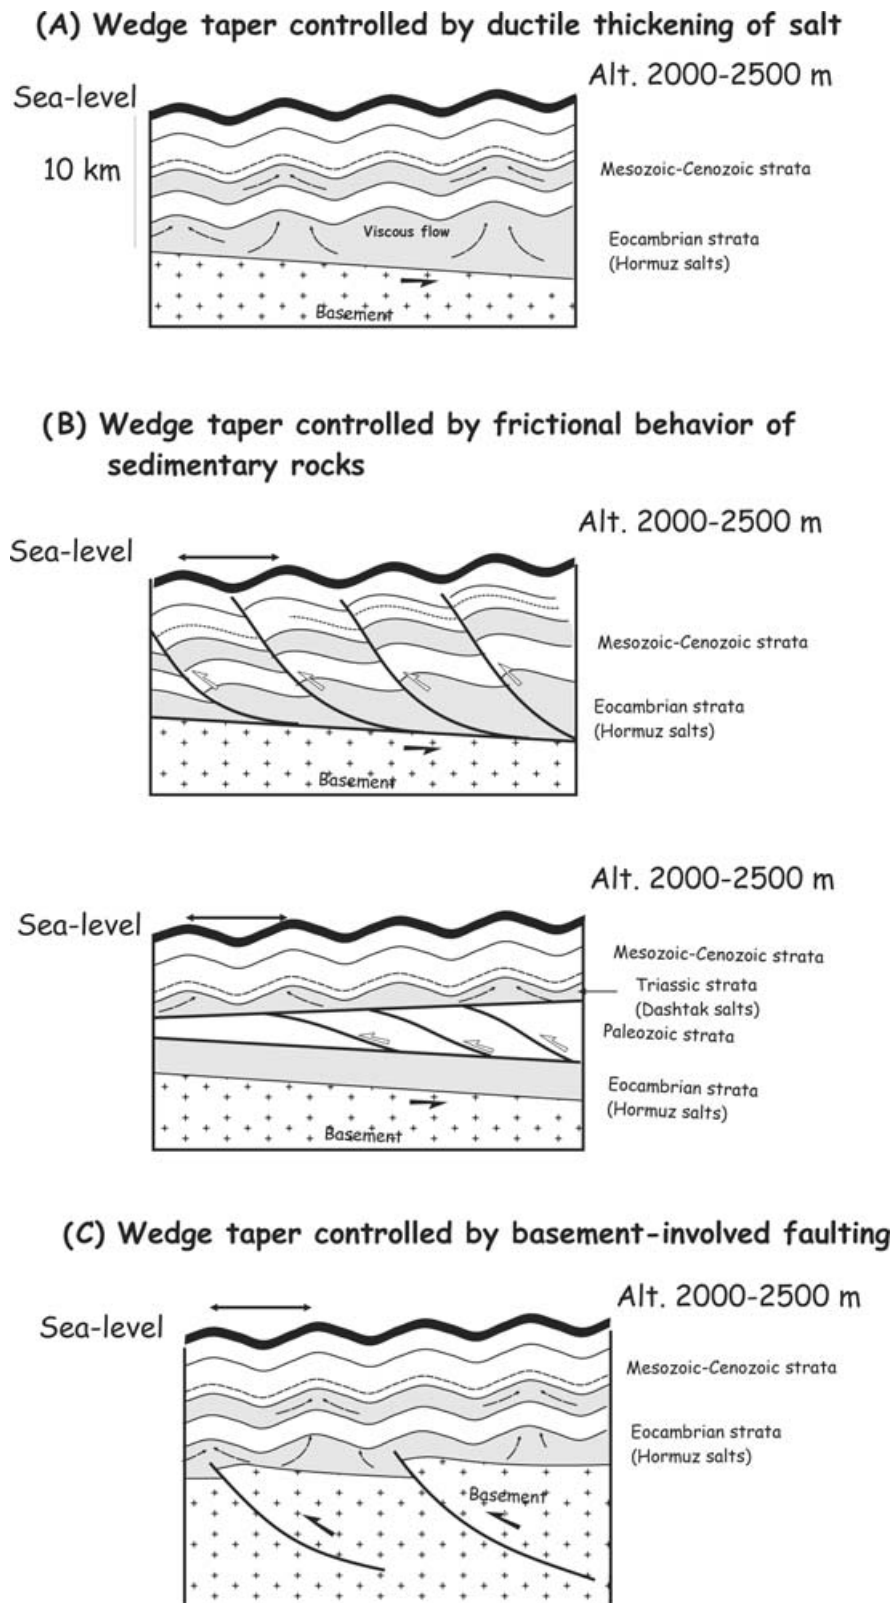 (A) Wedge taper controlled by ductile thickening of salt
Alt. 2000-2500 m
Sea-level
10 km
Mesozoic-Cenozoic strata
Viscous flow
Eocambrian strata
(Hormuz salts)
Basement
(B) Wedge taper controlled by frictional behavior of
sedimentary rocks
Alt. 2000-2500 m
Sea-level
Mesozoic-Cenozoic strata
Eocambrian strata
(Hormuz salts)
Basement
Alt. 2000-2500 m
Sea-level
Mesozoic-Cenozoic strata
Triassic strata
(Dashtak salts)
Paleozoic strata
Eocambrian strata
(Hormuz salts)
Basement
(C) Wedge taper controlled by basement-involved faulting
Alt. 2000-2500 m
Sea-level
Mesozoic-Cenozoic strata
Eocambrian strata
(Hormuz salts)
Basement